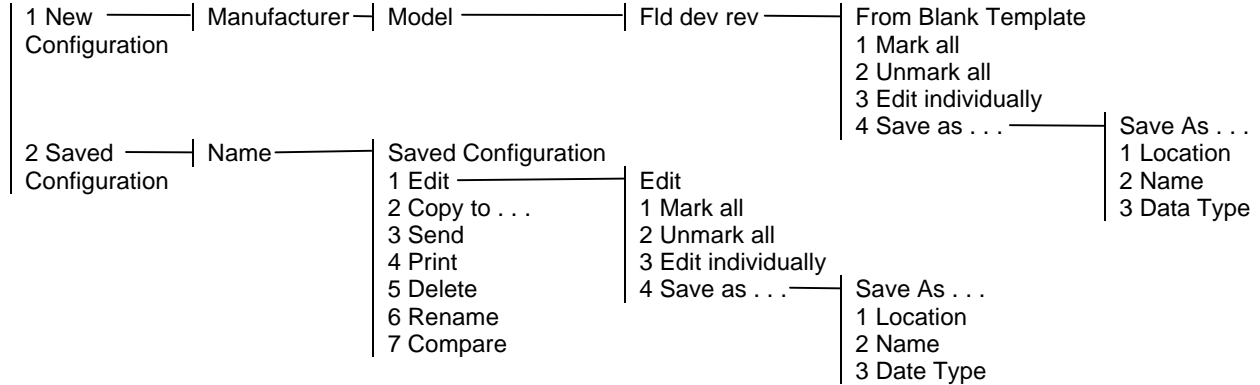 1 New Configuration
Manufacturer
Model
Fld dev rev
From Blank Template
1 Mark all
2 Unmark all
3 Edit individually
4 Save as . . .
Save As . . .
1 Location
2 Name
3 Data Type
2 Saved Configuration
Name
Saved Configuration
1 Edit
2 Copy to . . .
3 Send
4 Print
5 Delete
6 Rename
7 Compare
Edit
1 Mark all
2 Unmark all
3 Edit individually
4 Save as . . .
Save As . . .
1 Location
2 Name
3 Date Type